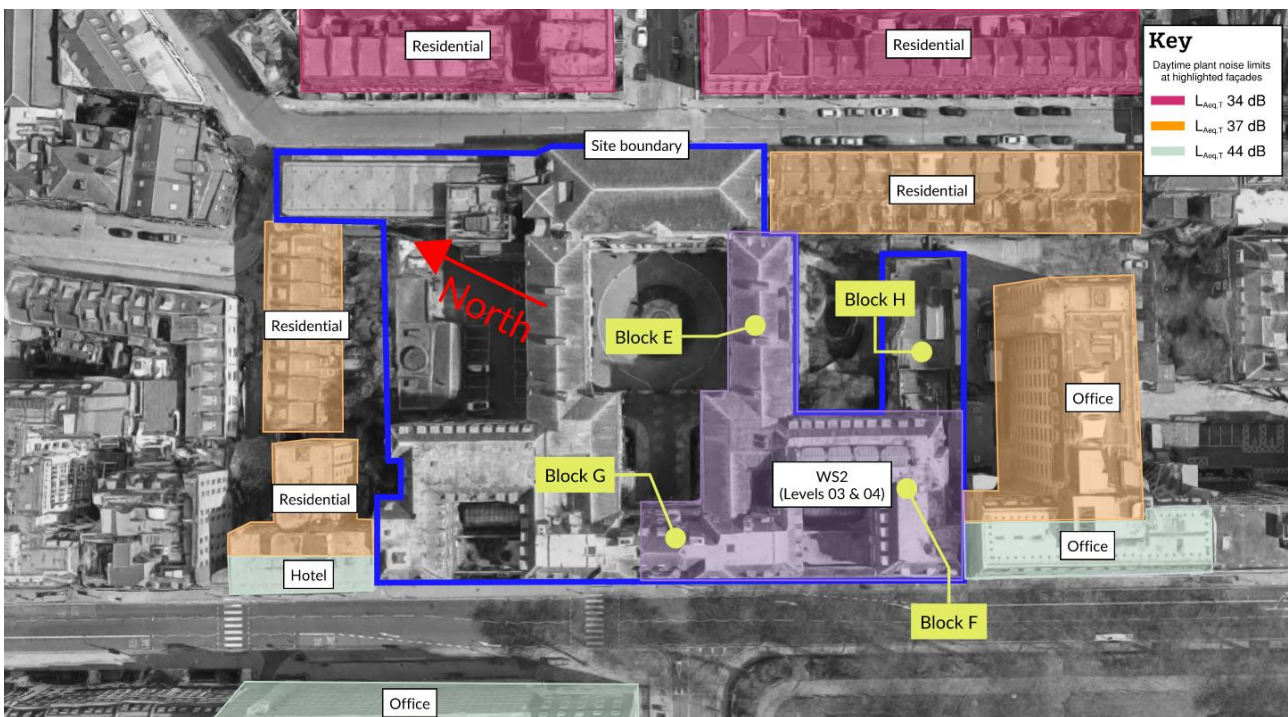 Residential
Residential
Key
Daytime plant noise limits
at highlighted façades
LAeq,T 34 dB
LAeq,T 37 dB
LAeq,T 44 dB
Site boundary
Residential
North
Block H
Residential
Block E
Office
Block G
WS2
(Levels 03 & 04)
Residential
Office
Hotel
Block F
Office